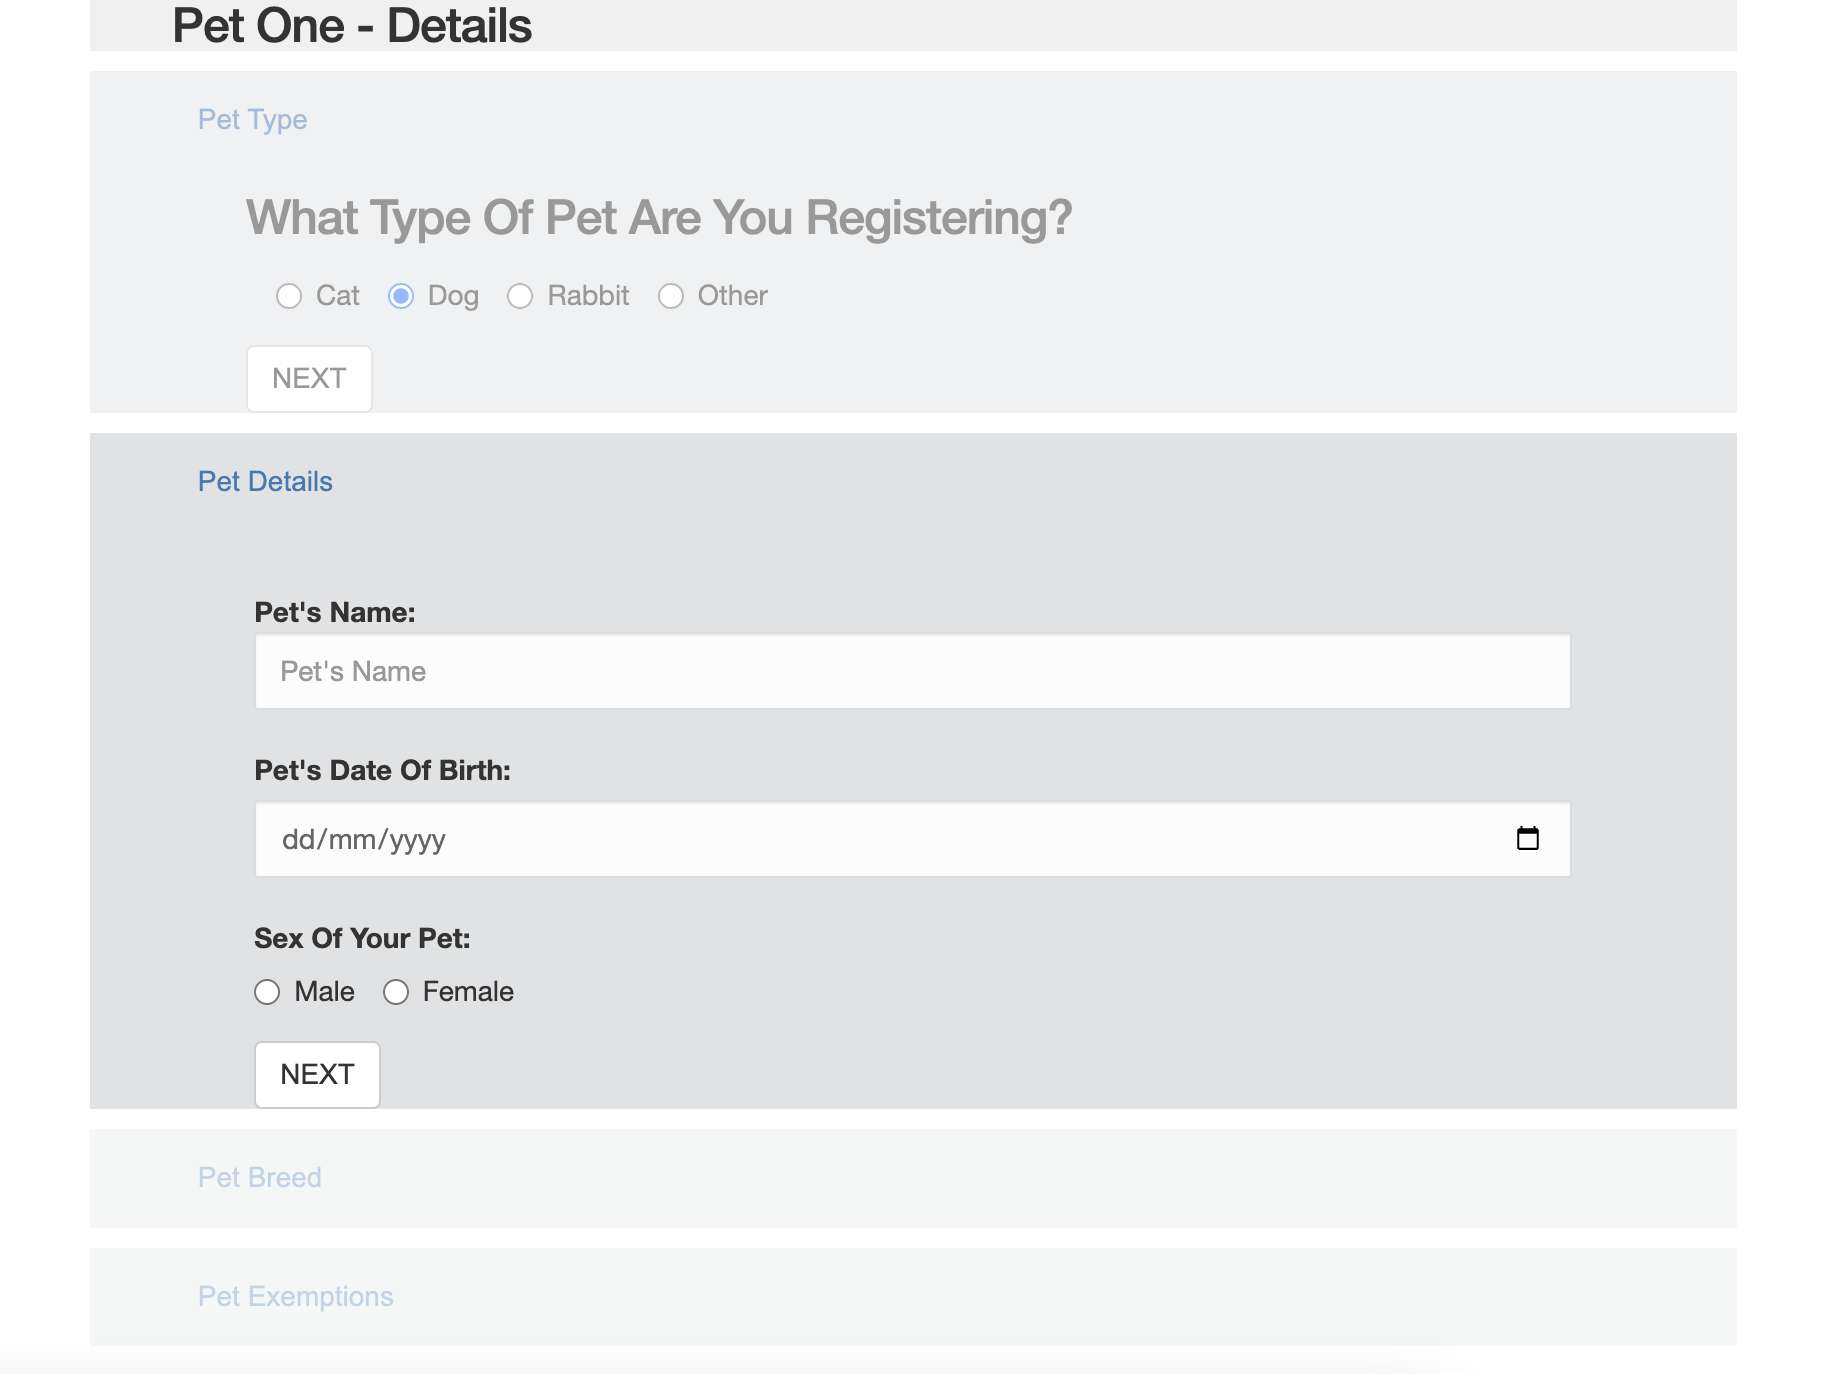 Pet One - Details
Pet Type
What Type Of Pet Are You Registering?
Cat Dog Rabbit Other
NEXT
Pet Details
Pet's Name:
Pet's Name
Pet's Date Of Birth:
dd/mm/yyyy
Sex Of Your Pet:
Male Female
NEXT
Pet Breed
Pet Exemptions